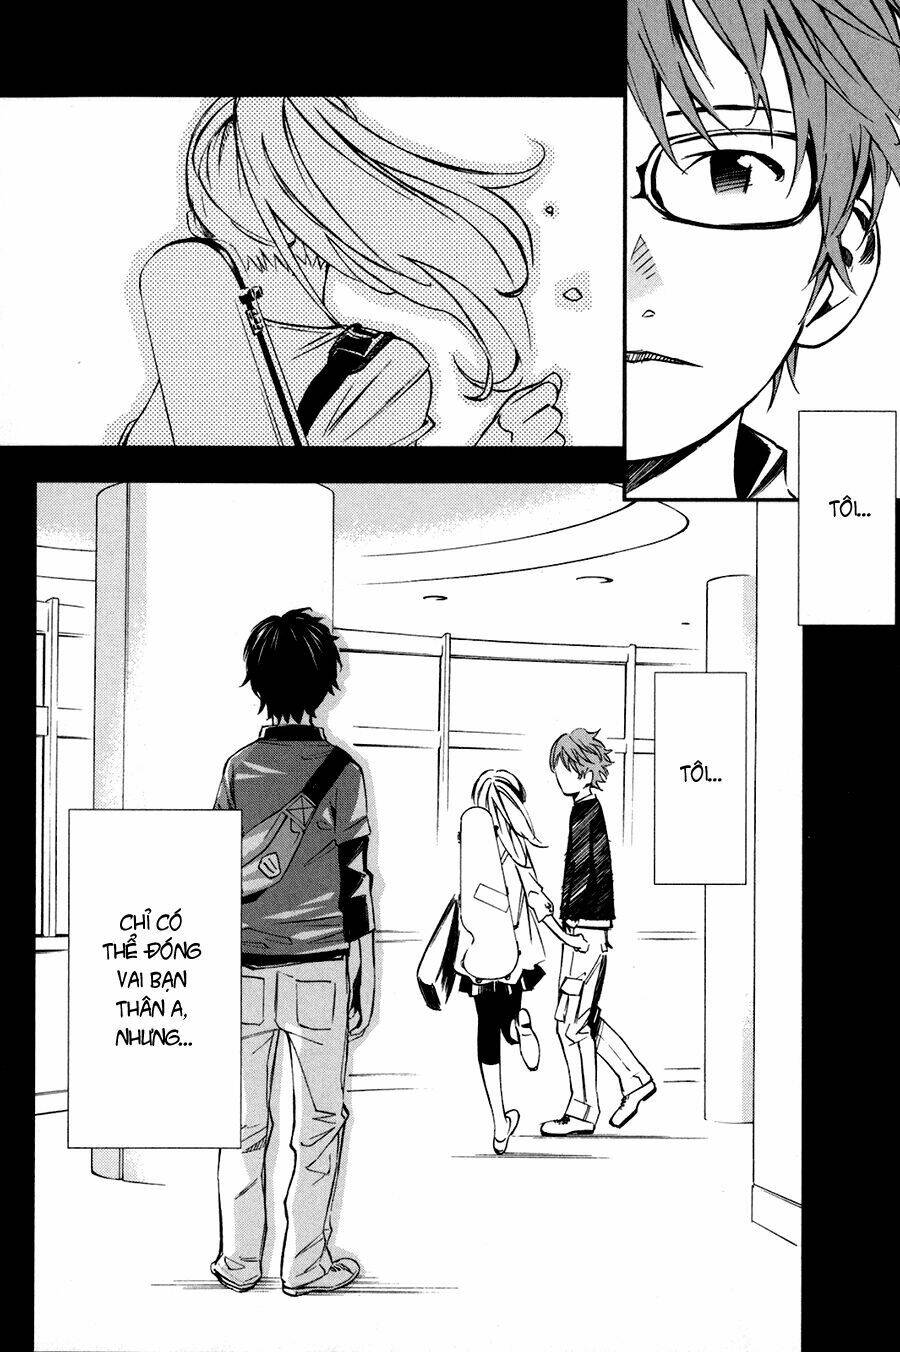 TÔI...
TÔI...
CHỈ CÓ
THỂ ĐÓNG
VAI BẠN
THÂN A,
NHƯNG...